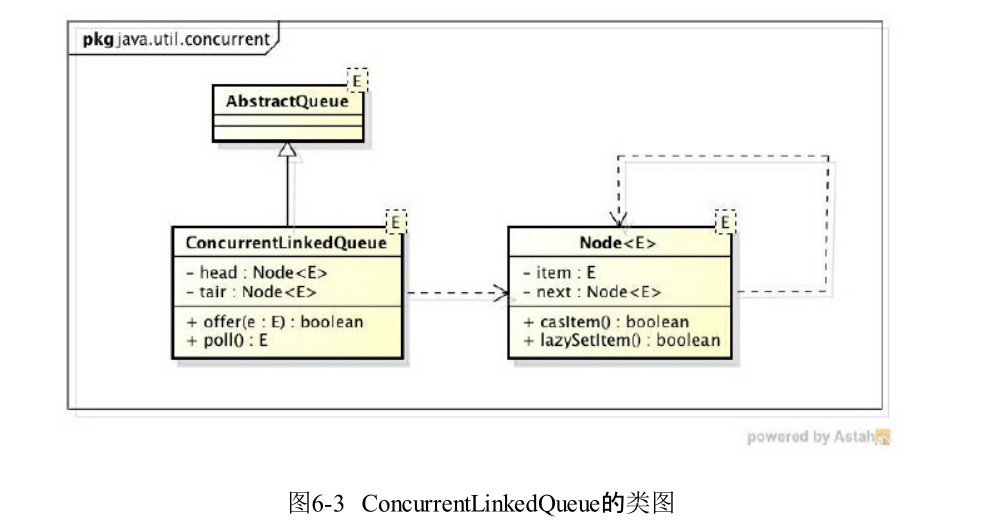 pkg java.util.concurrent
E
AbstractQueue
E
ConcurrentLinkedQueue
- head : Node<E>
- tair : Node<E>
+ offer(e : E) : boolean
+ poll() : E
E
Node<E>
- item : E
- next : Node<E>
+ casItem() : boolean
+ lazySetItem() : boolean
powered by Astah
图6-3 ConcurrentLinkedQueue的类图